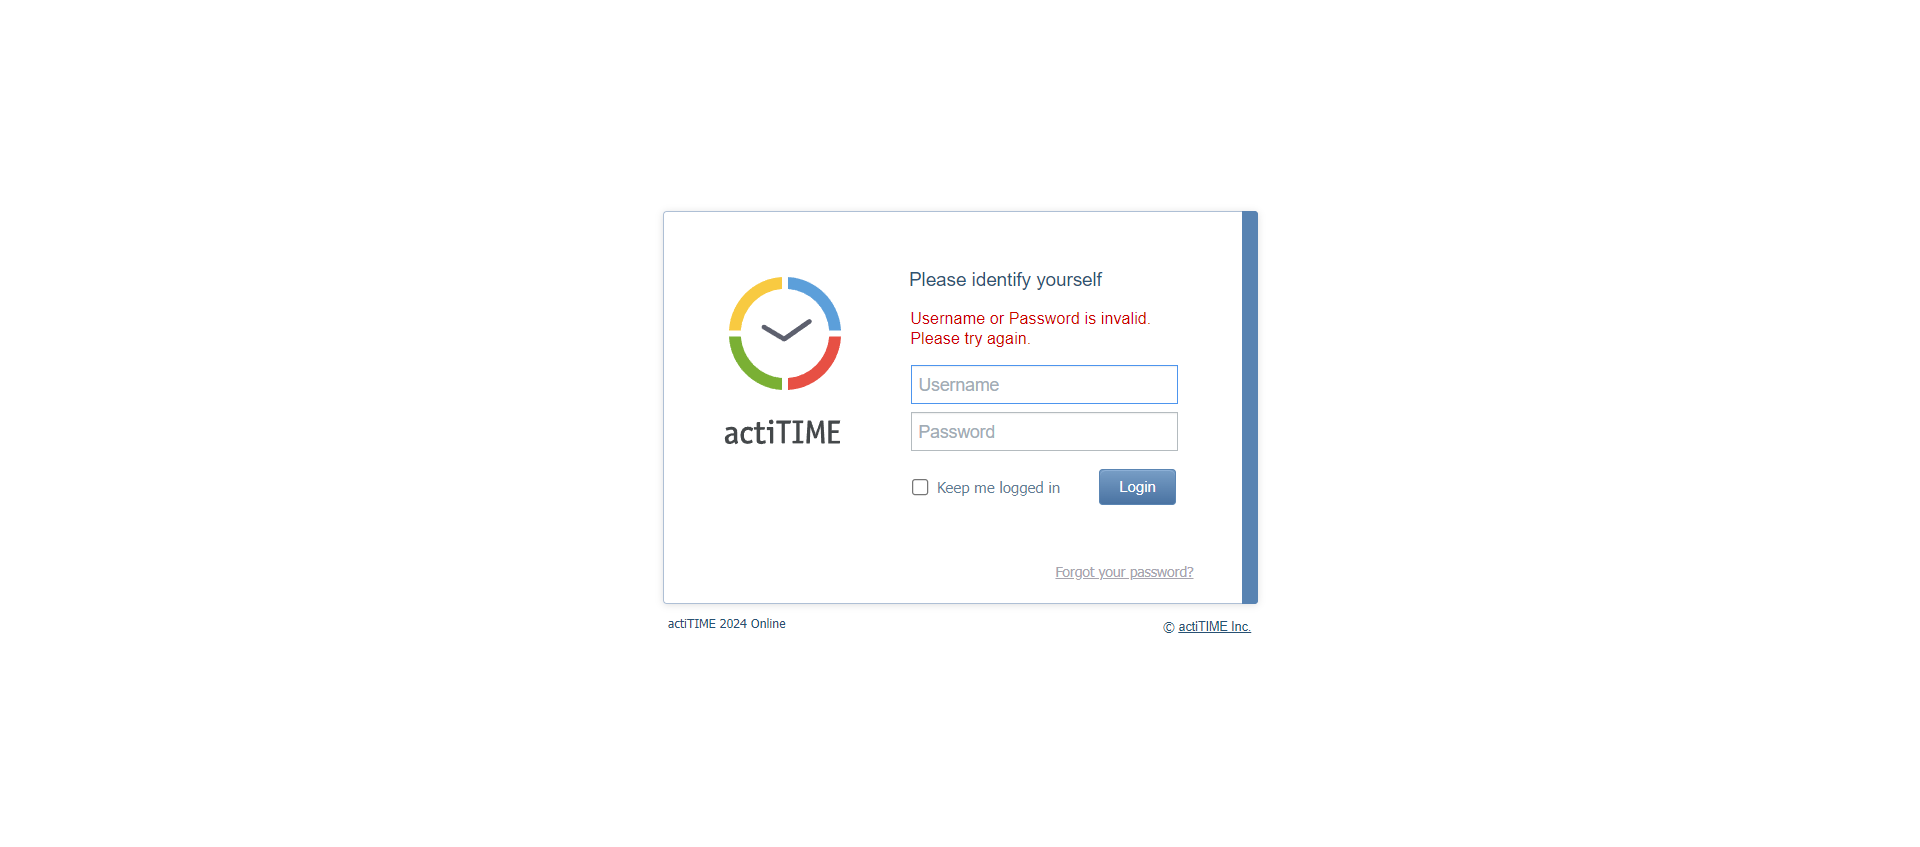 Please identify yourself
Username or Password is invalid.
Please try again.
Username
Password
actiTIME
Keep me logged in
Login
Forgot your password?
actiTIME 2024 Online
© actiTIME Inc.